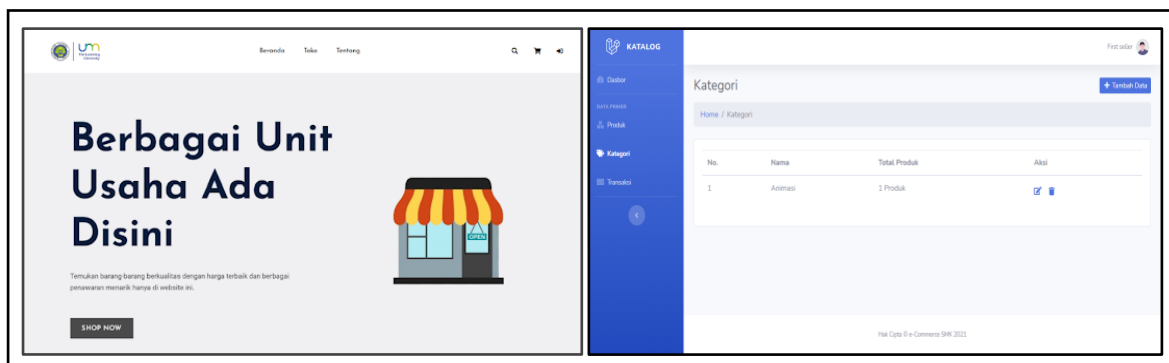 Beranda Toko Tentang
Berbagai Unit
Usaha Ada
Disini
Temukan barang-barang berkualitas dengan harga terbaik dan berbagai
penawaran menarik hanya di website ini.
SHOP NOW
KATALOG
Dasbor
DATA PRIMER
Produk
Kategori
Transaksi
First seller
Kategori
+ Tambah Data
Home / Kategori
No. Nama Total Produk Aksi
1 Animasi 1 Produk
Hak Cipta © e-Commerce SMK 2021